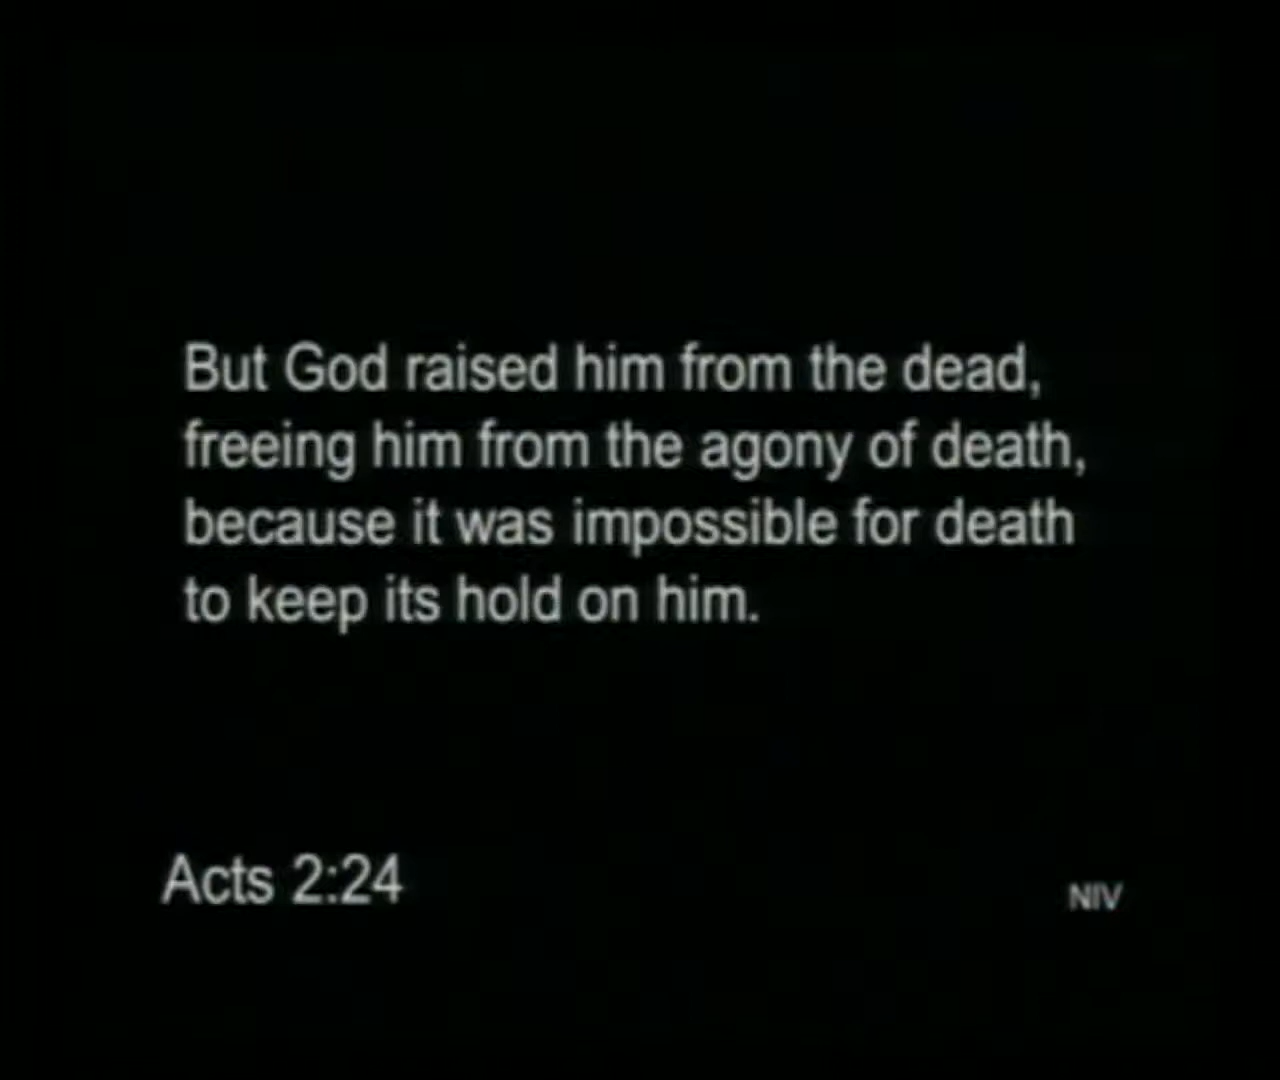 But God raised him from the dead,
freeing him from the agony of death,
because it was impossible for death
to keep its hold on him.
Acts 2:24
NIV